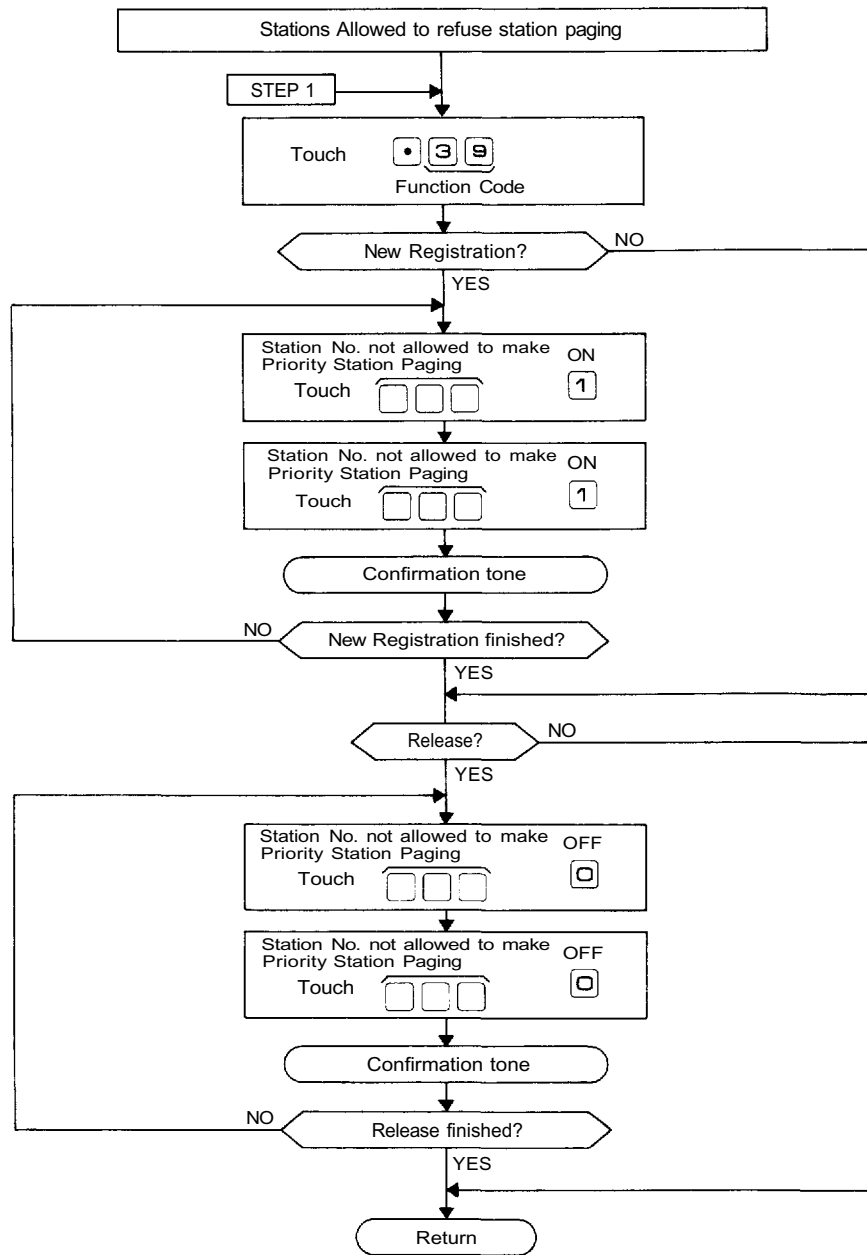 Stations Allowed to refuse station paging
STEP 1
Touch • 3 9
Function Code
New Registration?
NO
YES
Station No. not allowed to make
Priority Station Paging
ON
Touch
1
Station No. not allowed to make
Priority Station Paging
ON
Touch
1
Confirmation tone
NO
New Registration finished?
YES
Release?
NO
YES
Station No. not allowed to make
Priority Station Paging
OFF
Touch
0
Station No. not allowed to make
Priority Station Paging
OFF
Touch
0
Confirmation tone
NO
Release finished?
YES
Return